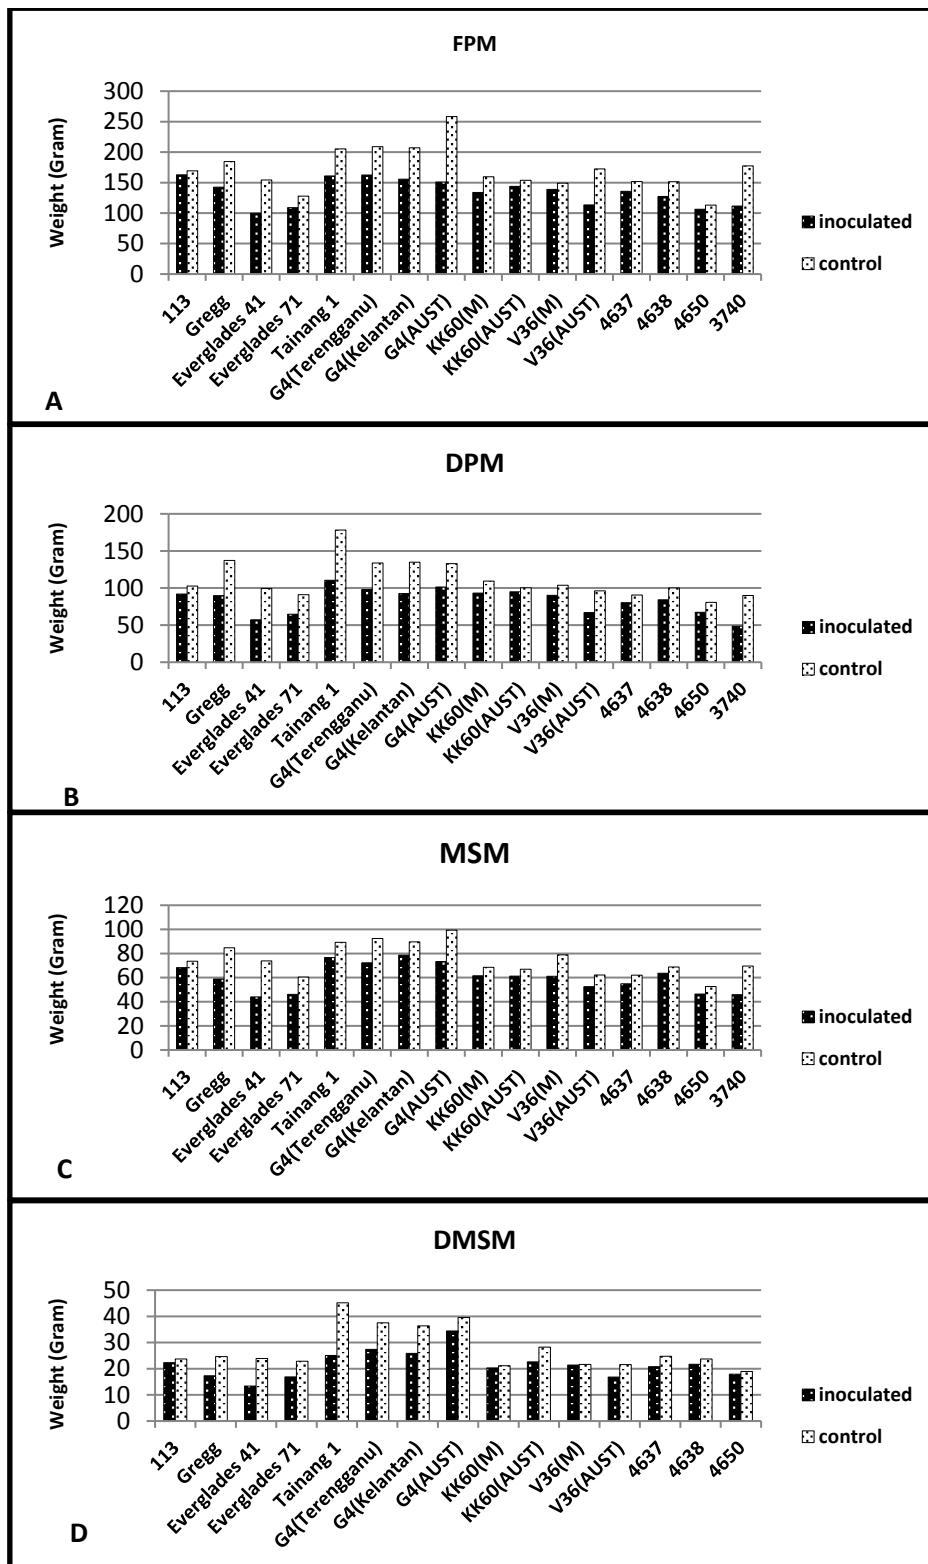 FPM
Weight (Gram)
300
250
200
150
100
50
0
113
Gregg
Everglades 41
Everglades 71
Tainang 1
G4(Terengganu)
G4(Kelantan)
G4(AUST)
KK60(M)
KK60(AUST)
V36(M)
V36(AUST)
4637
4638
4650
3740
inoculated
control
A
DPM
Weight (Gram)
200
150
100
50
0
113
Gregg
Everglades 41
Everglades 71
Tainang 1
G4(Terengganu)
G4(Kelantan)
G4(AUST)
KK60(M)
KK60(AUST)
V36(M)
V36(AUST)
4637
4638
4650
3740
inoculated
control
B
MSM
Weight (Gram)
120
100
80
60
40
20
0
113
Gregg
Everglades 41
Everglades 71
Tainang 1
G4(Terengganu)
G4(Kelantan)
G4(AUST)
KK60(M)
KK60(AUST)
V36(M)
V36(AUST)
4637
4638
4650
3740
inoculated
control
C
DMSM
Weight (Gram)
50
40
30
20
10
0
113
Gregg
Everglades 41
Everglades 71
Tainang 1
G4(Terengganu)
G4(Kelantan)
G4(AUST)
KK60(M)
KK60(AUST)
V36(M)
V36(AUST)
4637
4638
4650
inoculated
control
D